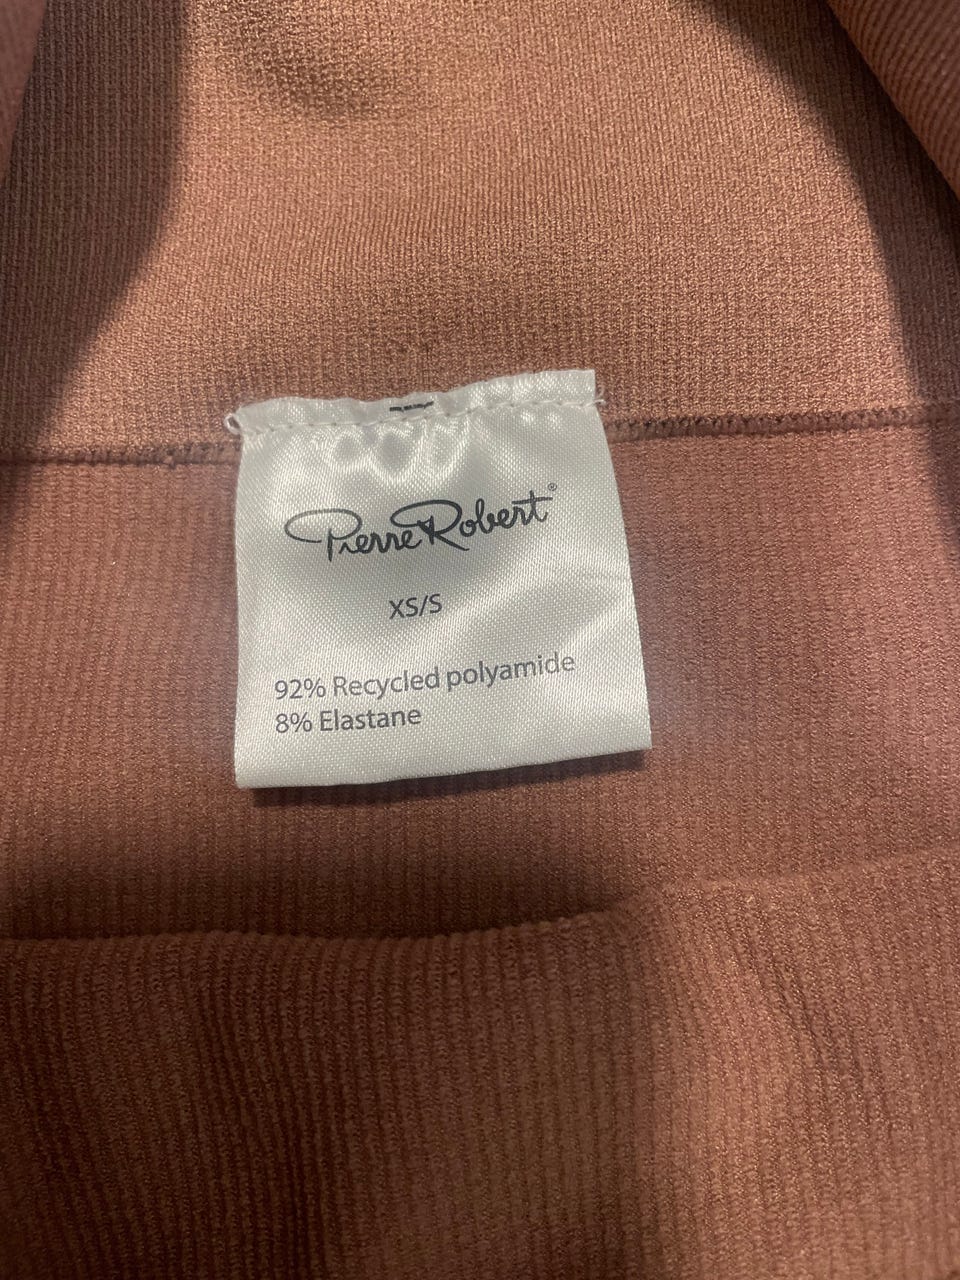 Pierre Robert®
XS/S
92% Recycled polyamide
8% Elastane